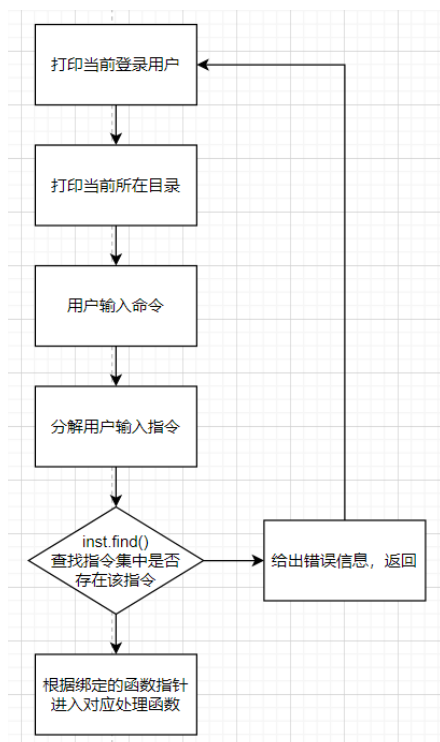 打印当前登录用户
打印当前所在目录
用户输入命令
分解用户输入指令
inst.find()
查找指令集中是否
存在该指令
给出错误信息，返回
根据绑定的函数指针
进入对应处理函数